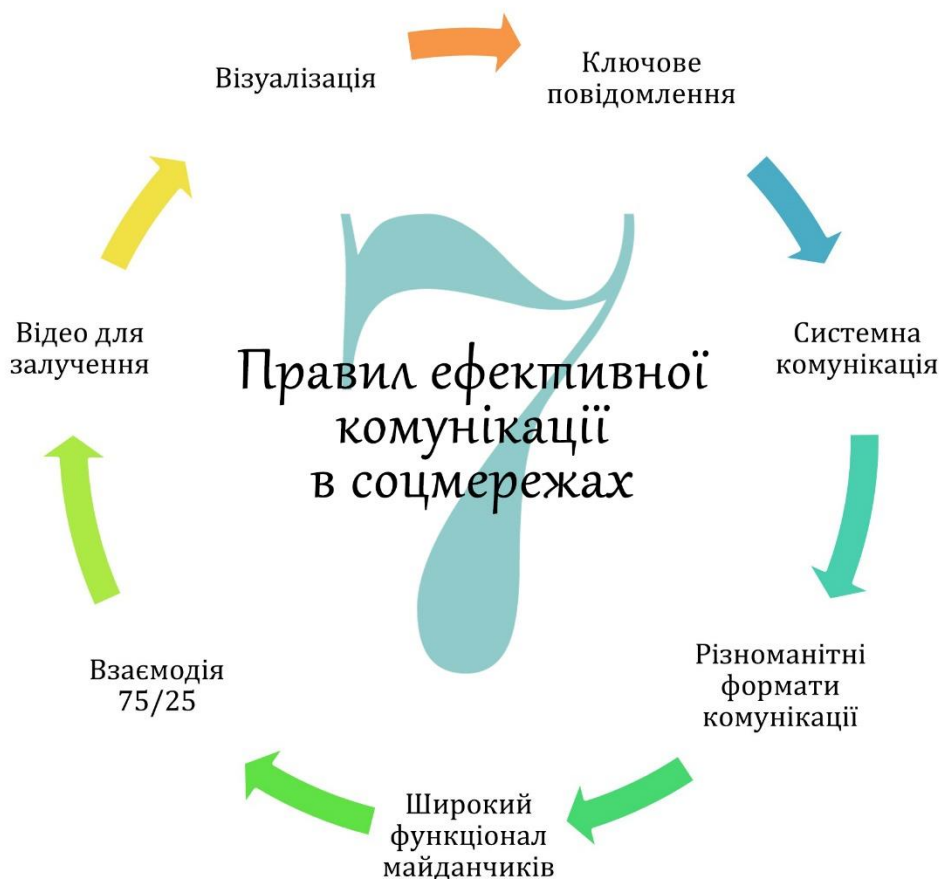 7
Правил ефективної
комунікації
в соцмережах
Візуалізація
Ключове
повідомлення
Системна
комунікація
Різноманітні
формати
комунікації
Широкий
функціонал
майданчиків
Взаємодія
75/25
Відео для
залучення